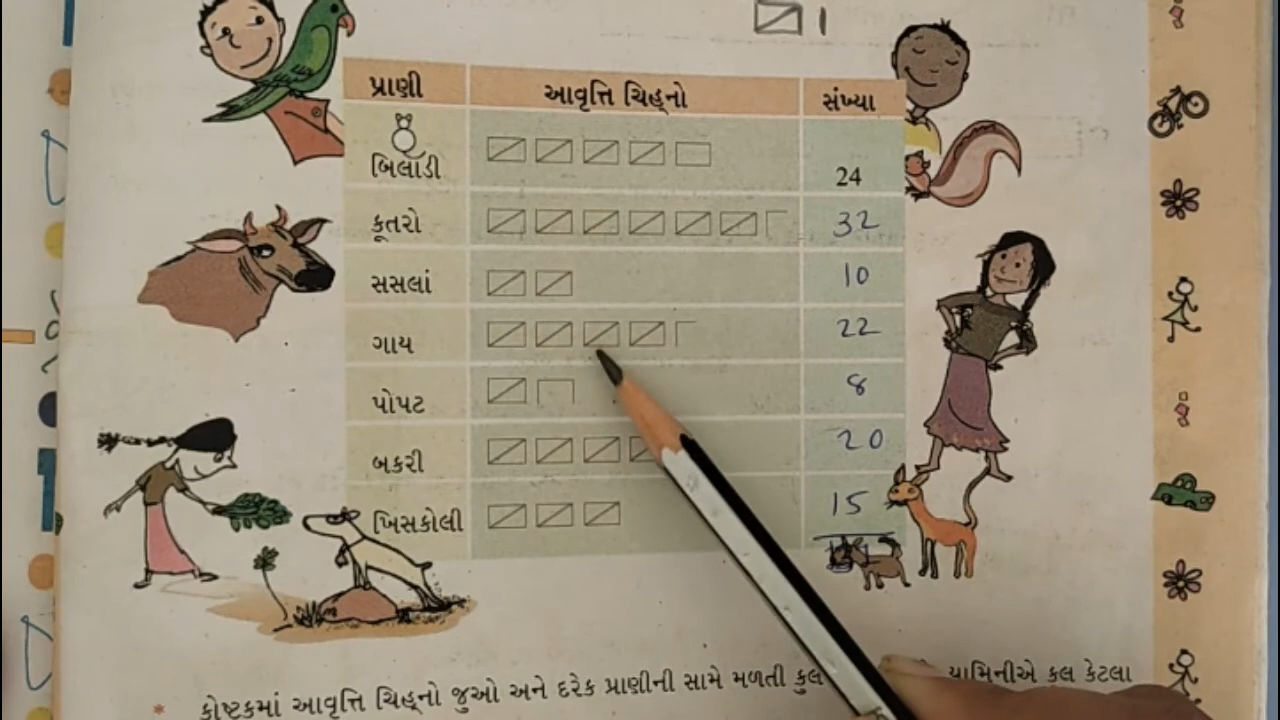 પ્રાણી આવૃત્તિ ચિહ્નો સંખ્યા
બિલાડી 24
કૂતરો 32
સસલાં 10
ગાય 22
પોપટ 8
બકરી 20
ખિસકોલી 15
* કોષ્ટકમાં આવૃત્તિ ચિહ્નો જુઓ અને દરેક પ્રાણીની સામે મળતી કુલ યામિનીએ કુલ કેટલા